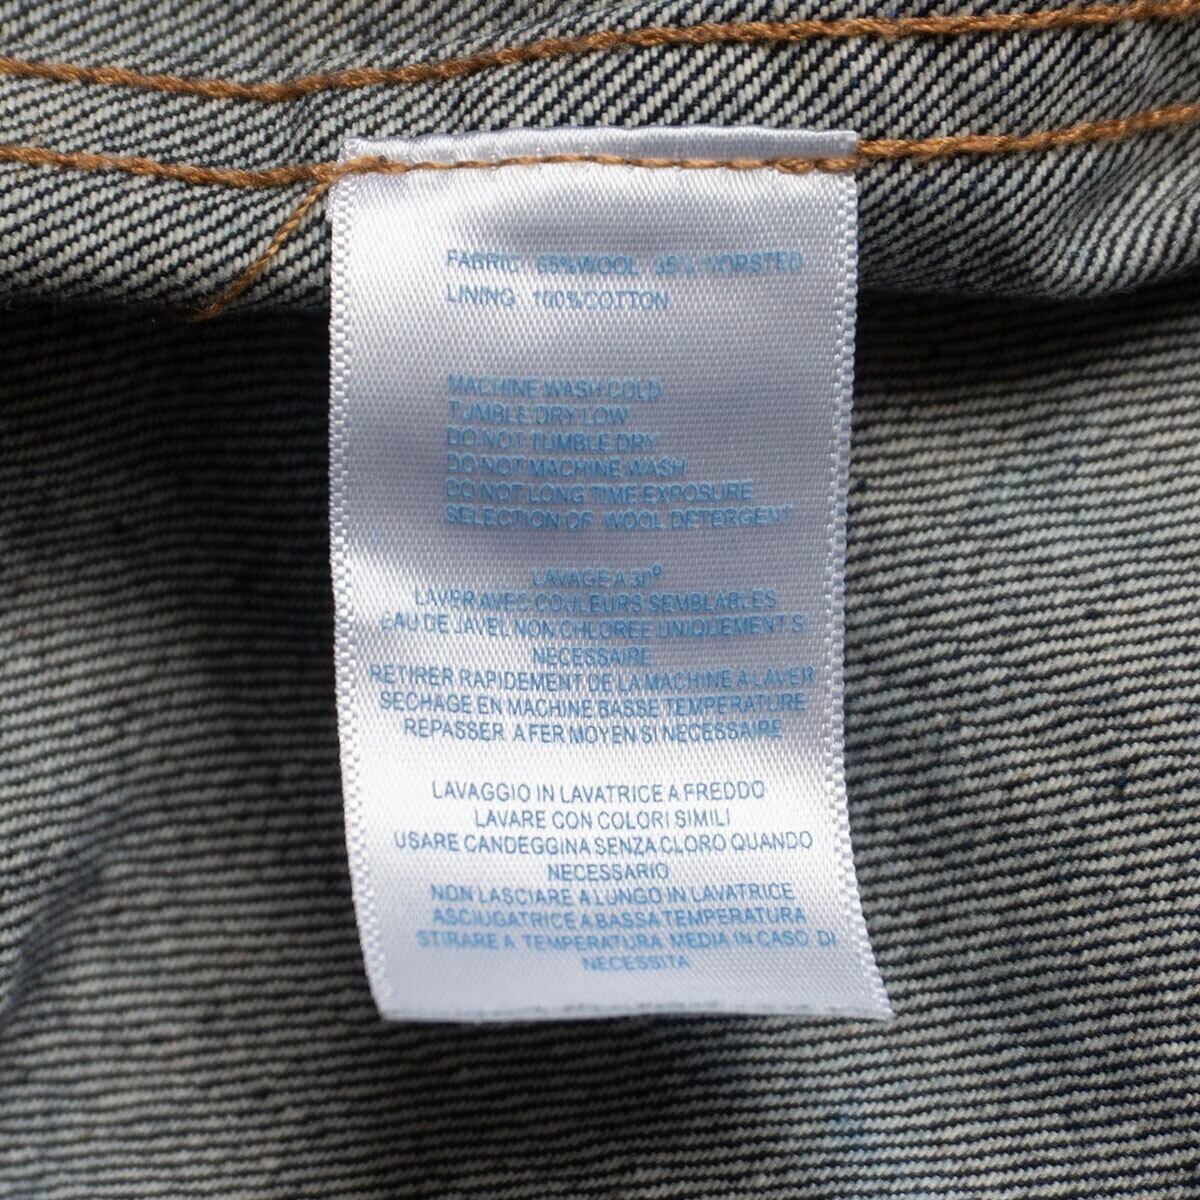 FABRIC 65%WOOL 35% WORSTED
LINING 100%COTTON
MACHINE WASH COLD
TUMBLE DRY LOW
DO NOT TUMBLE DRY
DO NOT MACHINE WASH
DO NOT LONG TIME EXPOSURE
SELECTION OF WOOL DETERGENT
LAVAGE A 30°
LAVER AVEC COULEURS SEMBLABLES
EAU DE JAVEL NON CHLOREE UNIQUEMENT SI
NECESSAIRE
RETIRER RAPIDEMENT DE LA MACHINE A LAVER
SECHAGE EN MACHINE BASSE TEMPERATURE
REPASSER A FER MOYEN SI NECESSAIRE
LAVAGGIO IN LAVATRICE A FREDDO
LAVARE CON COLORI SIMILI
USARE CANDEGGINA SENZA CLORO QUANDO
NECESSARIO
NON LASCIARE A LUNGO IN LAVATRICE
ASCIUGATRICE A BASSA TEMPERATURA
STIRARE A TEMPERATURA MEDIA IN CASO DI
NECESSITA